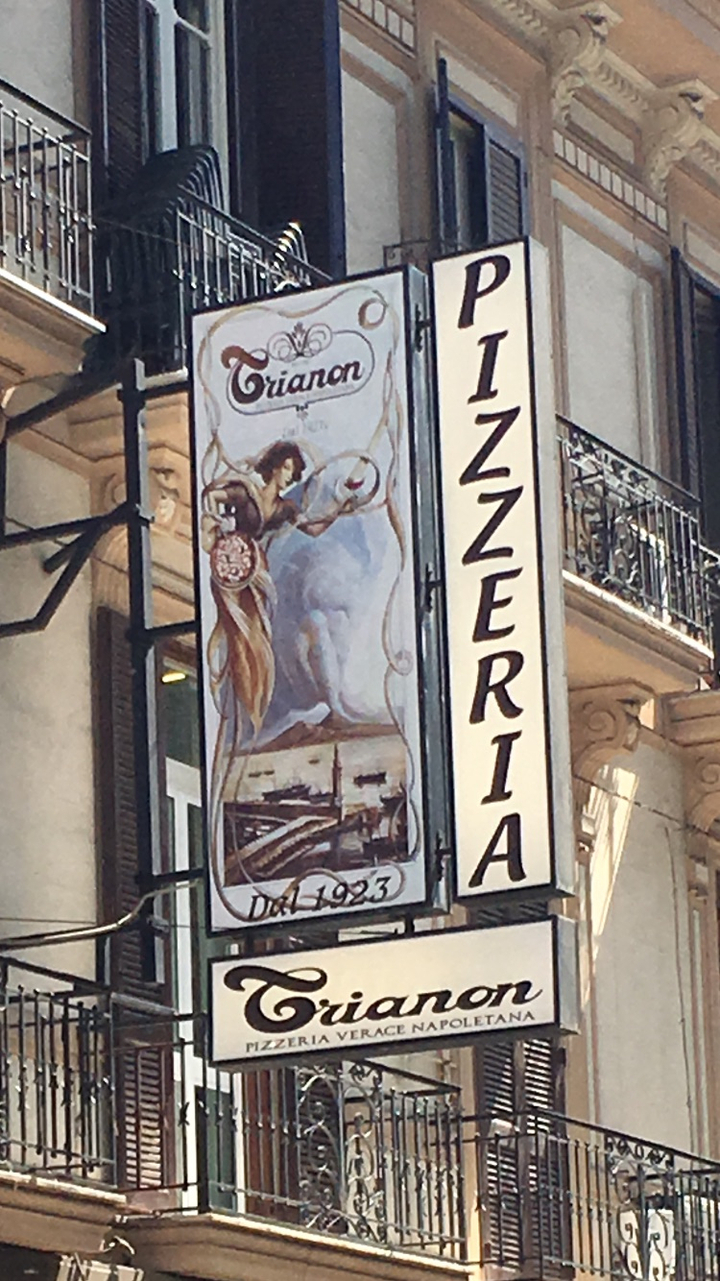 Trianon
Dal 1923
PIZZERIA
Trianon
PIZZERIA VERACE NAPOLETANA